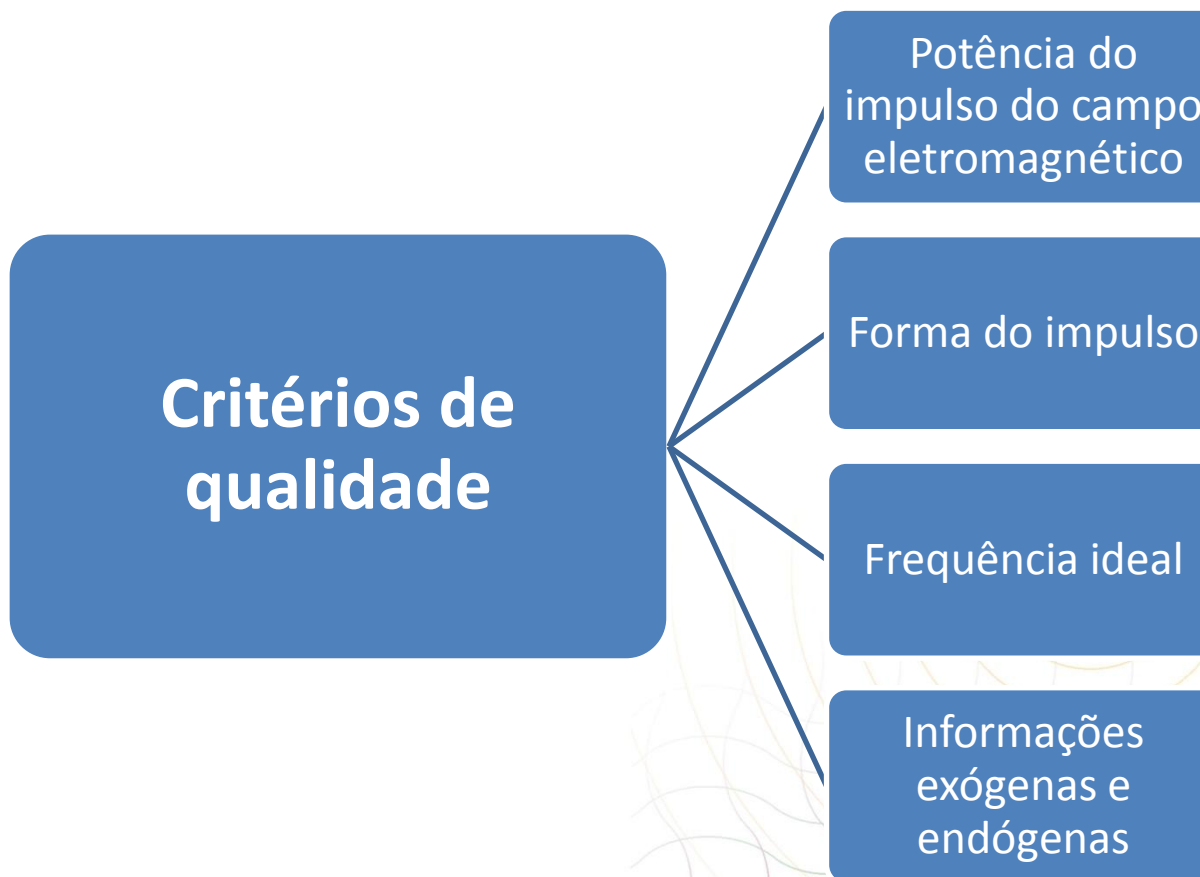 Critérios de
qualidade
Potência do
impulso do campo
eletromagnético
Forma do impulso
Frequência ideal
Informações
exógenas e
endógenas